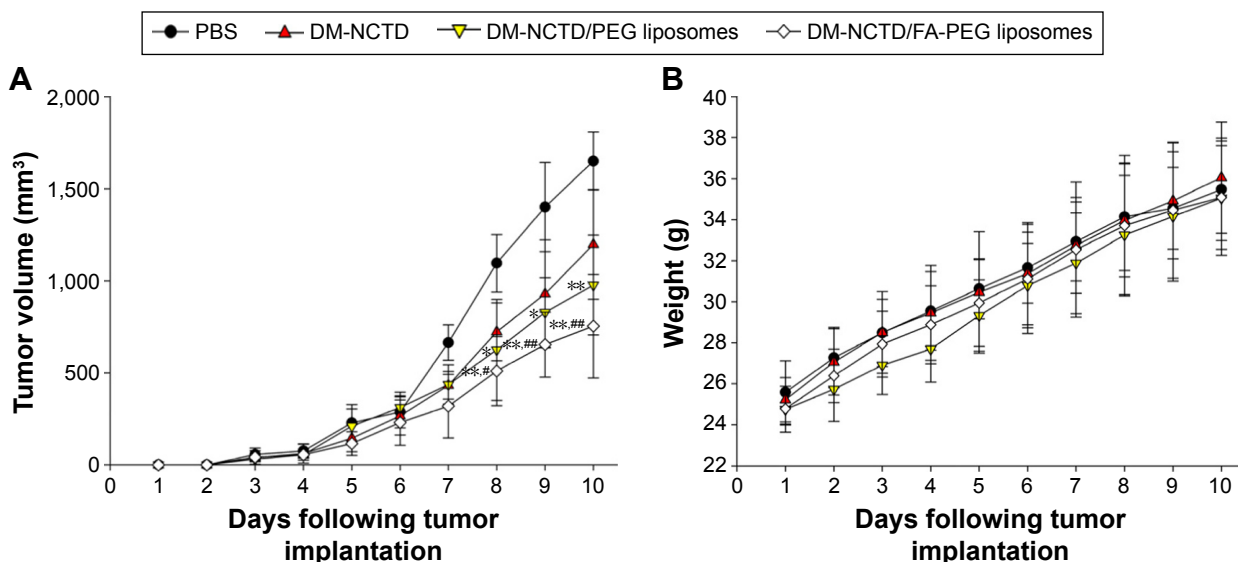 PBS DM-NCTD DM-NCTD/PEG liposomes DM-NCTD/FA-PEG liposomes
A
Tumor volume (mm³)
2,000
1,500
1,000
500
0
**
*
**,##
*
**,##
**,#
0 1 2 3 4 5 6 7 8 9 10
Days following tumor
implantation
B
Weight (g)
40
38
36
34
32
30
28
26
24
22
0 1 2 3 4 5 6 7 8 9 10
Days following tumor
implantation